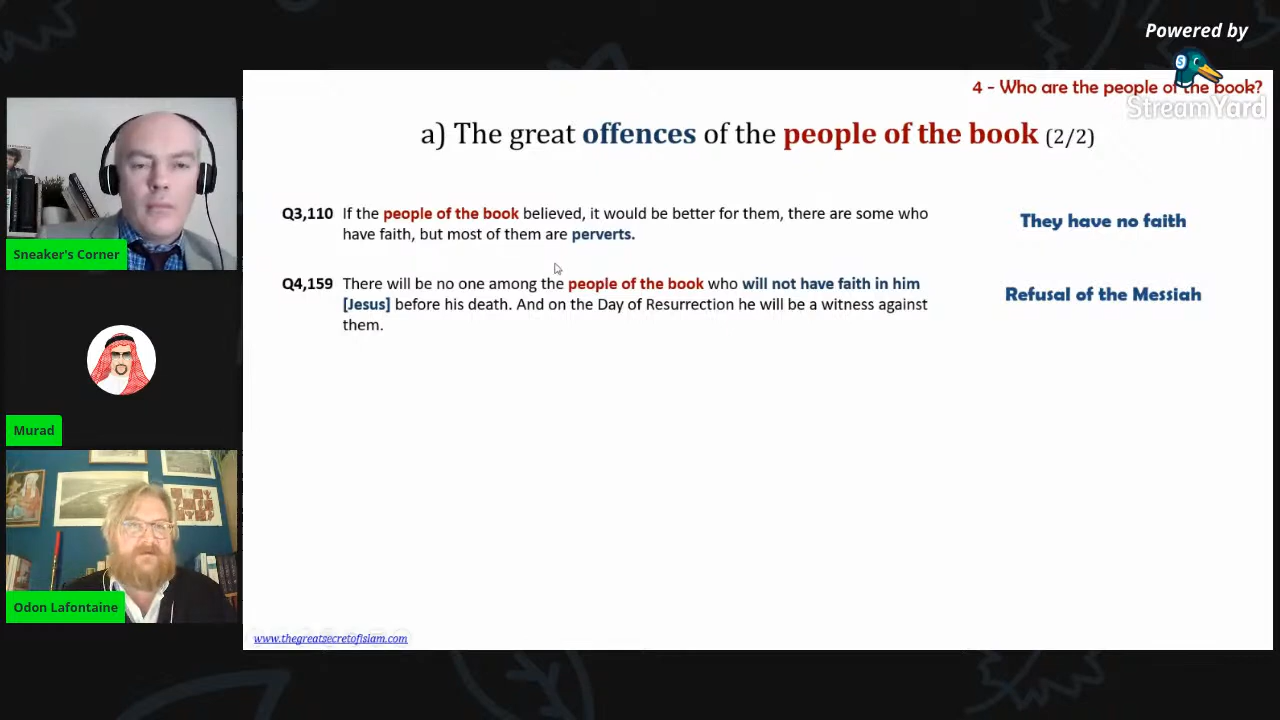 Powered by
StreamYard
4 - Who are the people of the book?
a) The great offences of the people of the book (2/2)
Q3,110 If the people of the book believed, it would be better for them, there are some who
have faith, but most of them are perverts.
They have no faith
Q4,159 There will be no one among the people of the book who will not have faith in him
[Jesus] before his death. And on the Day of Resurrection he will be a witness against
them.
Refusal of the Messiah
www.thegreatsecretofislam.com
Sneaker's Corner
Murad
Odon Lafontaine